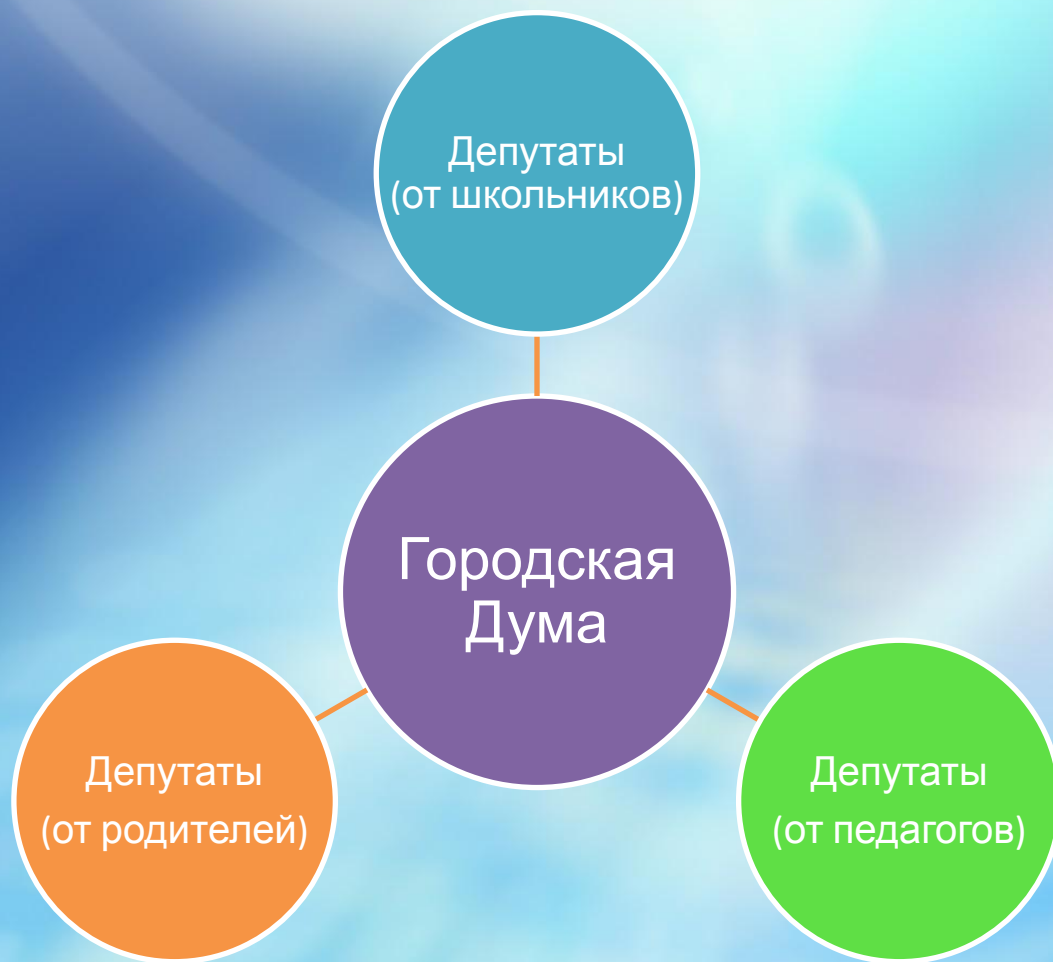 Депутаты
(от школьников)
Городская
Дума
Депутаты
(от родителей)
Депутаты
(от педагогов)